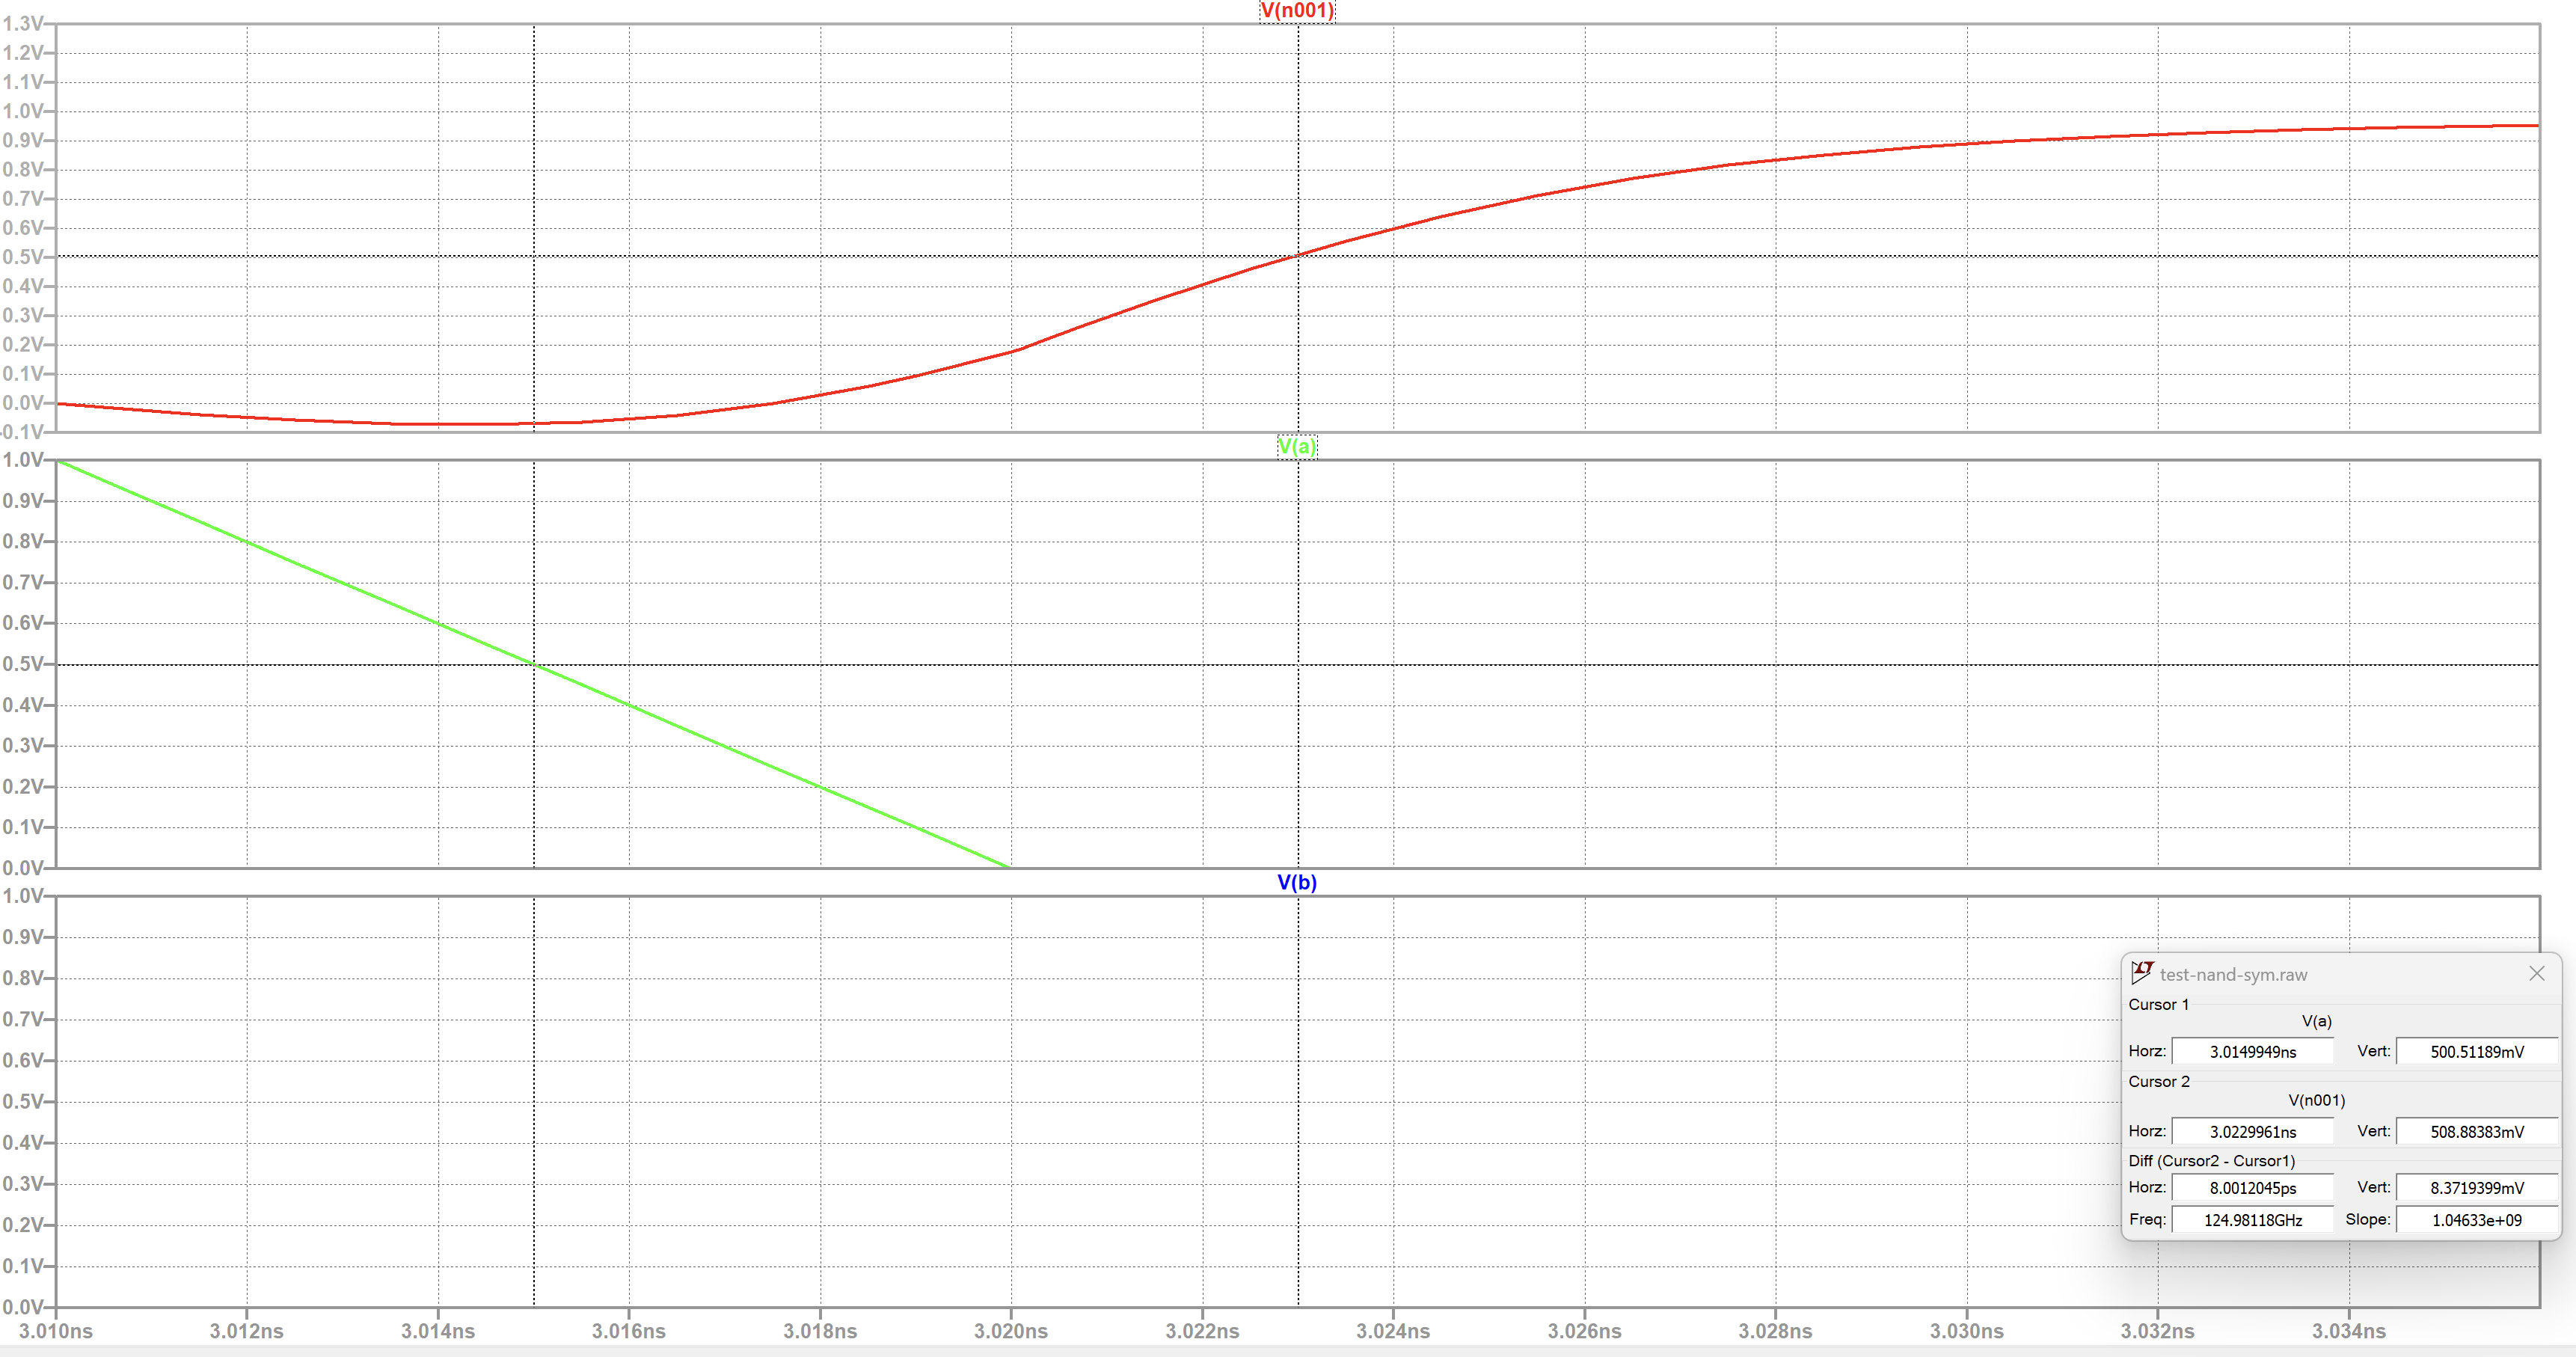 V(n001)
1.3V
1.2V
1.1V
1.0V
0.9V
0.8V
0.7V
0.6V
0.5V
0.4V
0.3V
0.2V
0.1V
0.0V
-0.1V
V(a)
1.0V
0.9V
0.8V
0.7V
0.6V
0.5V
0.4V
0.3V
0.2V
0.1V
0.0V
V(b)
1.0V
0.9V
0.8V
0.7V
0.6V
0.5V
0.4V
0.3V
0.2V
0.1V
0.0V
3.010ns 3.012ns 3.014ns 3.016ns 3.018ns 3.020ns 3.022ns 3.024ns 3.026ns 3.028ns 3.030ns 3.032ns 3.034ns
test-nand-sym.raw
Cursor 1
V(a)
Horz: 3.0149949ns Vert: 500.51189mV
Cursor 2
V(n001)
Horz: 3.0229961ns Vert: 508.88383mV
Diff (Cursor2 - Cursor1)
Horz: 8.0012045ps Vert: 8.3719399mV
Freq: 124.98118GHz Slope: 1.04633e+09